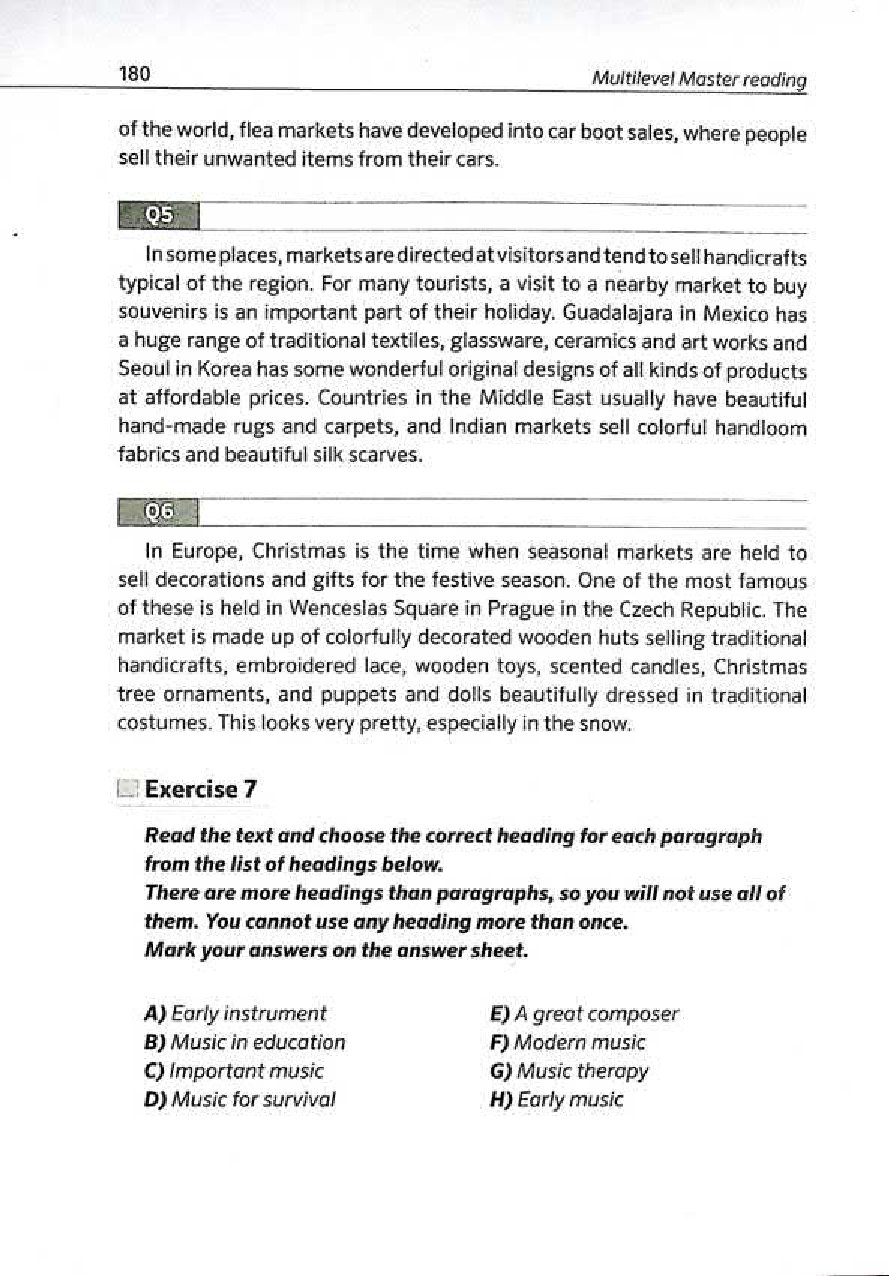 180
Multilevel Master reading
of the world, flea markets have developed into car boot sales, where people
sell their unwanted items from their cars.
Q5
In some places, markets are directed at visitors and tend to sell handicrafts
typical of the region. For many tourists, a visit to a nearby market to buy
souvenirs is an important part of their holiday. Guadalajara in Mexico has
a huge range of traditional textiles, glassware, ceramics and art works and
Seoul in Korea has some wonderful original designs of all kinds of products
at affordable prices. Countries in the Middle East usually have beautiful
hand-made rugs and carpets, and Indian markets sell colorful handloom
fabrics and beautiful silk scarves.
Q6
In Europe, Christmas is the time when seasonal markets are held to
sell decorations and gifts for the festive season. One of the most famous
of these is held in Wenceslas Square in Prague in the Czech Republic. The
market is made up of colorfully decorated wooden huts selling traditional
handicrafts, embroidered lace, wooden toys, scented candles, Christmas
tree ornaments, and puppets and dolls beautifully dressed in traditional
costumes. This looks very pretty, especially in the snow.
Exercise 7
Read the text and choose the correct heading for each paragraph
from the list of headings below.
There are more headings than paragraphs, so you will not use all of
them. You cannot use any heading more than once.
Mark your answers on the answer sheet.
A) Early instrument
B) Music in education
C) Important music
D) Music for survival
E) A great composer
F) Modern music
G) Music therapy
H) Early music